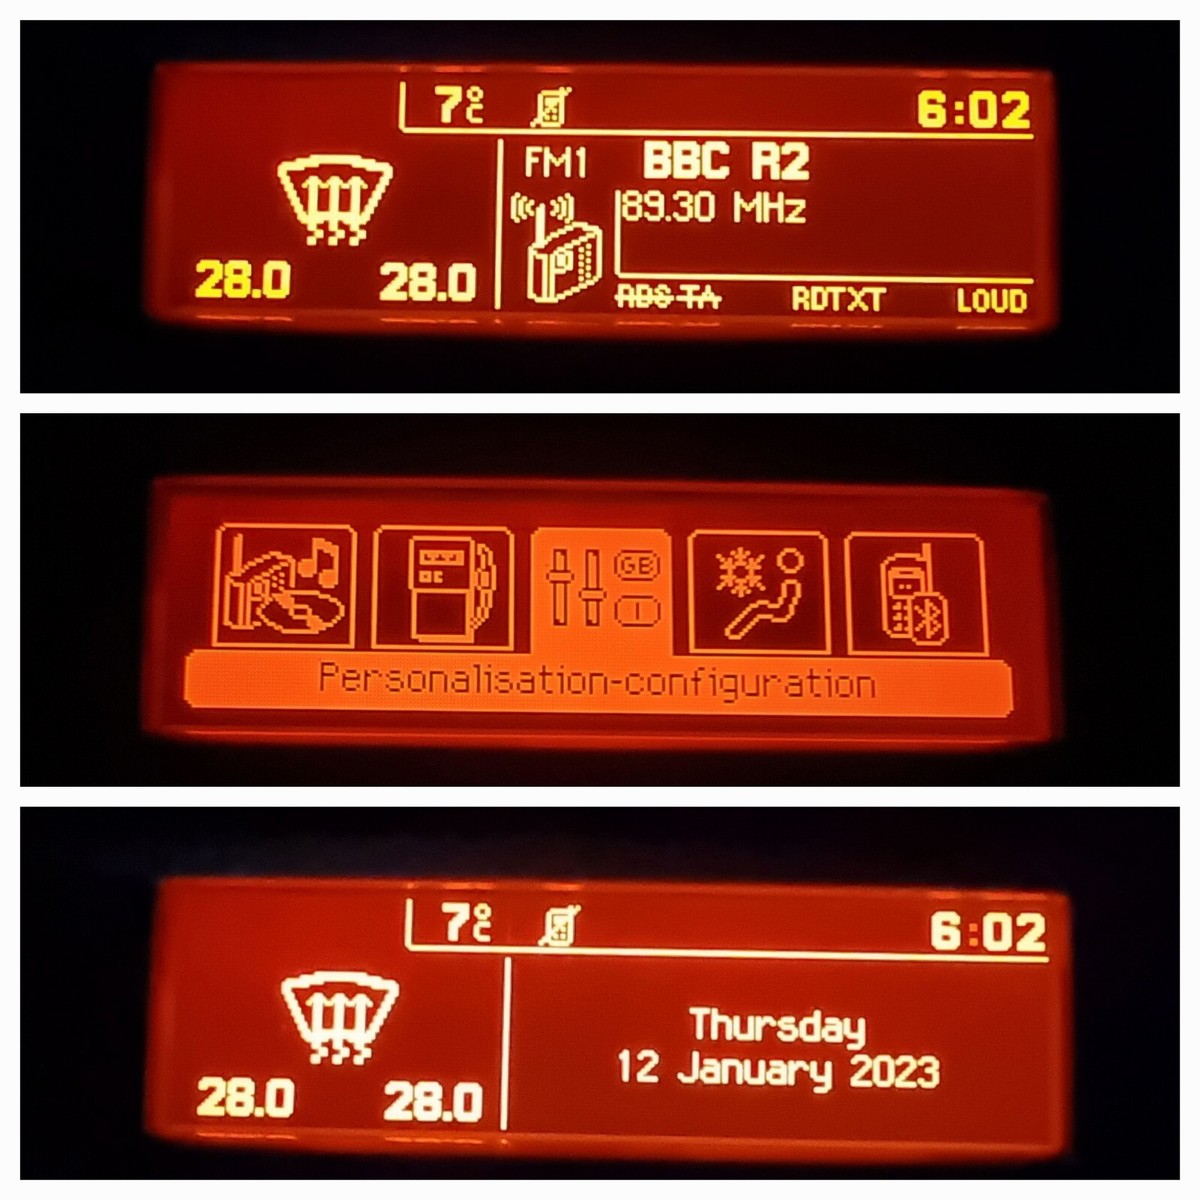 7°C 6:02
FM1 BBC R2
89.30 MHz
28.0 28.0
RDS TA RDTXT LOUD
GB
I
Personalisation-configuration
7°C 6:02
Thursday
12 January 2023
28.0 28.0